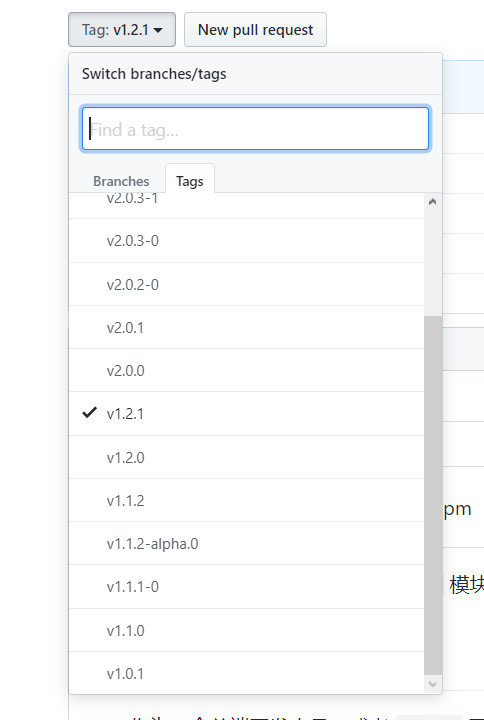 Tag: v1.2.1 New pull request
Switch branches/tags
Find a tag...
Branches Tags
v2.0.3-1
v2.0.3-0
v2.0.2-0
v2.0.1
v2.0.0
v1.2.1
v1.2.0
v1.1.2
pm
v1.1.2-alpha.0
v1.1.1-0
模块
v1.1.0
v1.0.1